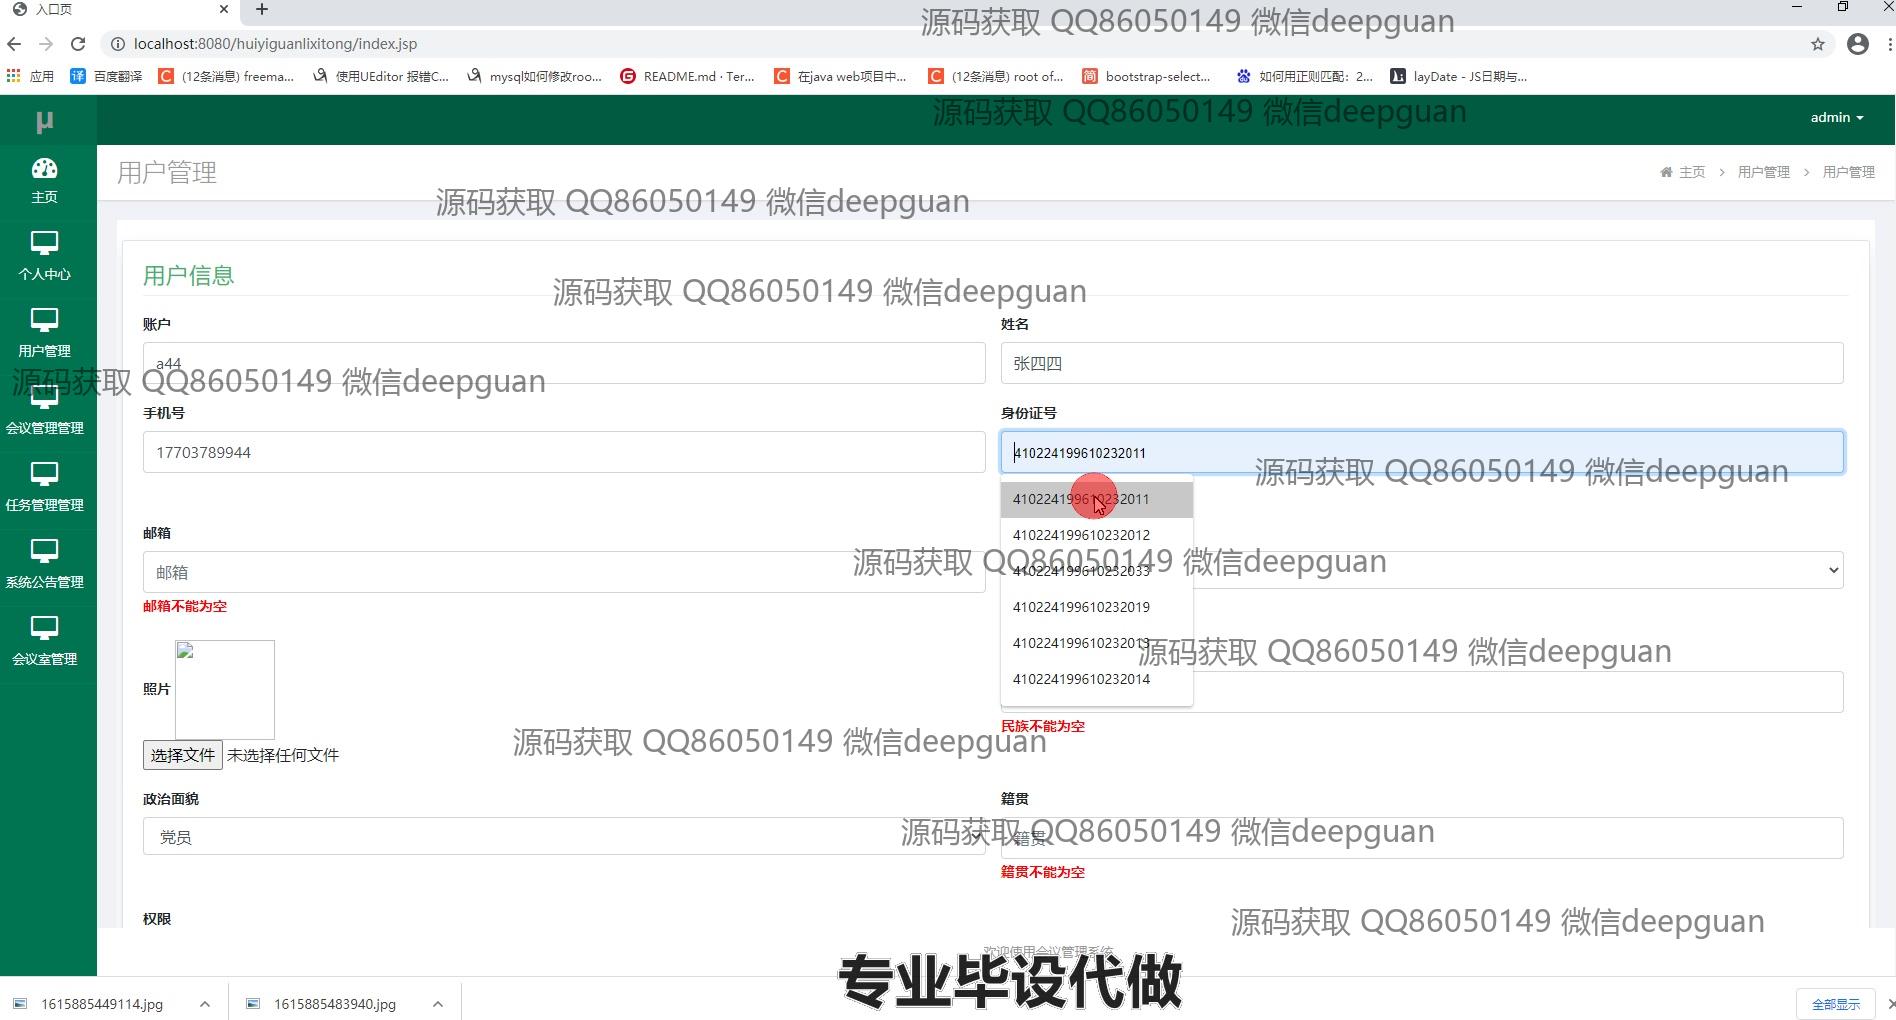 入口页
源码获取 QQ86050149 微信deepguan
localhost:8080/huiyiguanlixitong/index.jsp
应用
百度翻译
(12条消息) freema...
使用UEditor 报错C...
mysql如何修改roo...
README.md · Ter...
在java web项目中...
(12条消息) root of...
bootstrap-select...
如何用正则匹配：2...
layDate - JS日期与...
μ
源码获取 QQ86050149 微信deepguan
admin
主页
用户管理
主页 > 用户管理 > 用户管理
源码获取 QQ86050149 微信deepguan
个人中心
用户信息
源码获取 QQ86050149 微信deepguan
账户
姓名
用户管理
a44
张四四
源码获取 QQ86050149 微信deepguan
手机号
身份证号
会议管理管理
17703789944
410224199610232011
源码获取 QQ86050149 微信deepguan
任务管理管理
410224199610232011
邮箱
410224199610232012
源码获取 QQ86050149 微信deepguan
系统公告管理
邮箱
410224199610232033
邮箱不能为空
410224199610232019
会议室管理
410224199610232013
源码获取 QQ86050149 微信deepguan
照片
410224199610232014
民族不能为空
源码获取 QQ86050149 微信deepguan
选择文件 未选择任何文件
政治面貌
籍贯
党员
籍贯
源码获取 QQ86050149 微信deepguan
籍贯不能为空
权限
源码获取 QQ86050149 微信deepguan
欢迎使用会议管理系统
专业毕设代做
1615885449114.jpg
1615885483940.jpg
全部显示